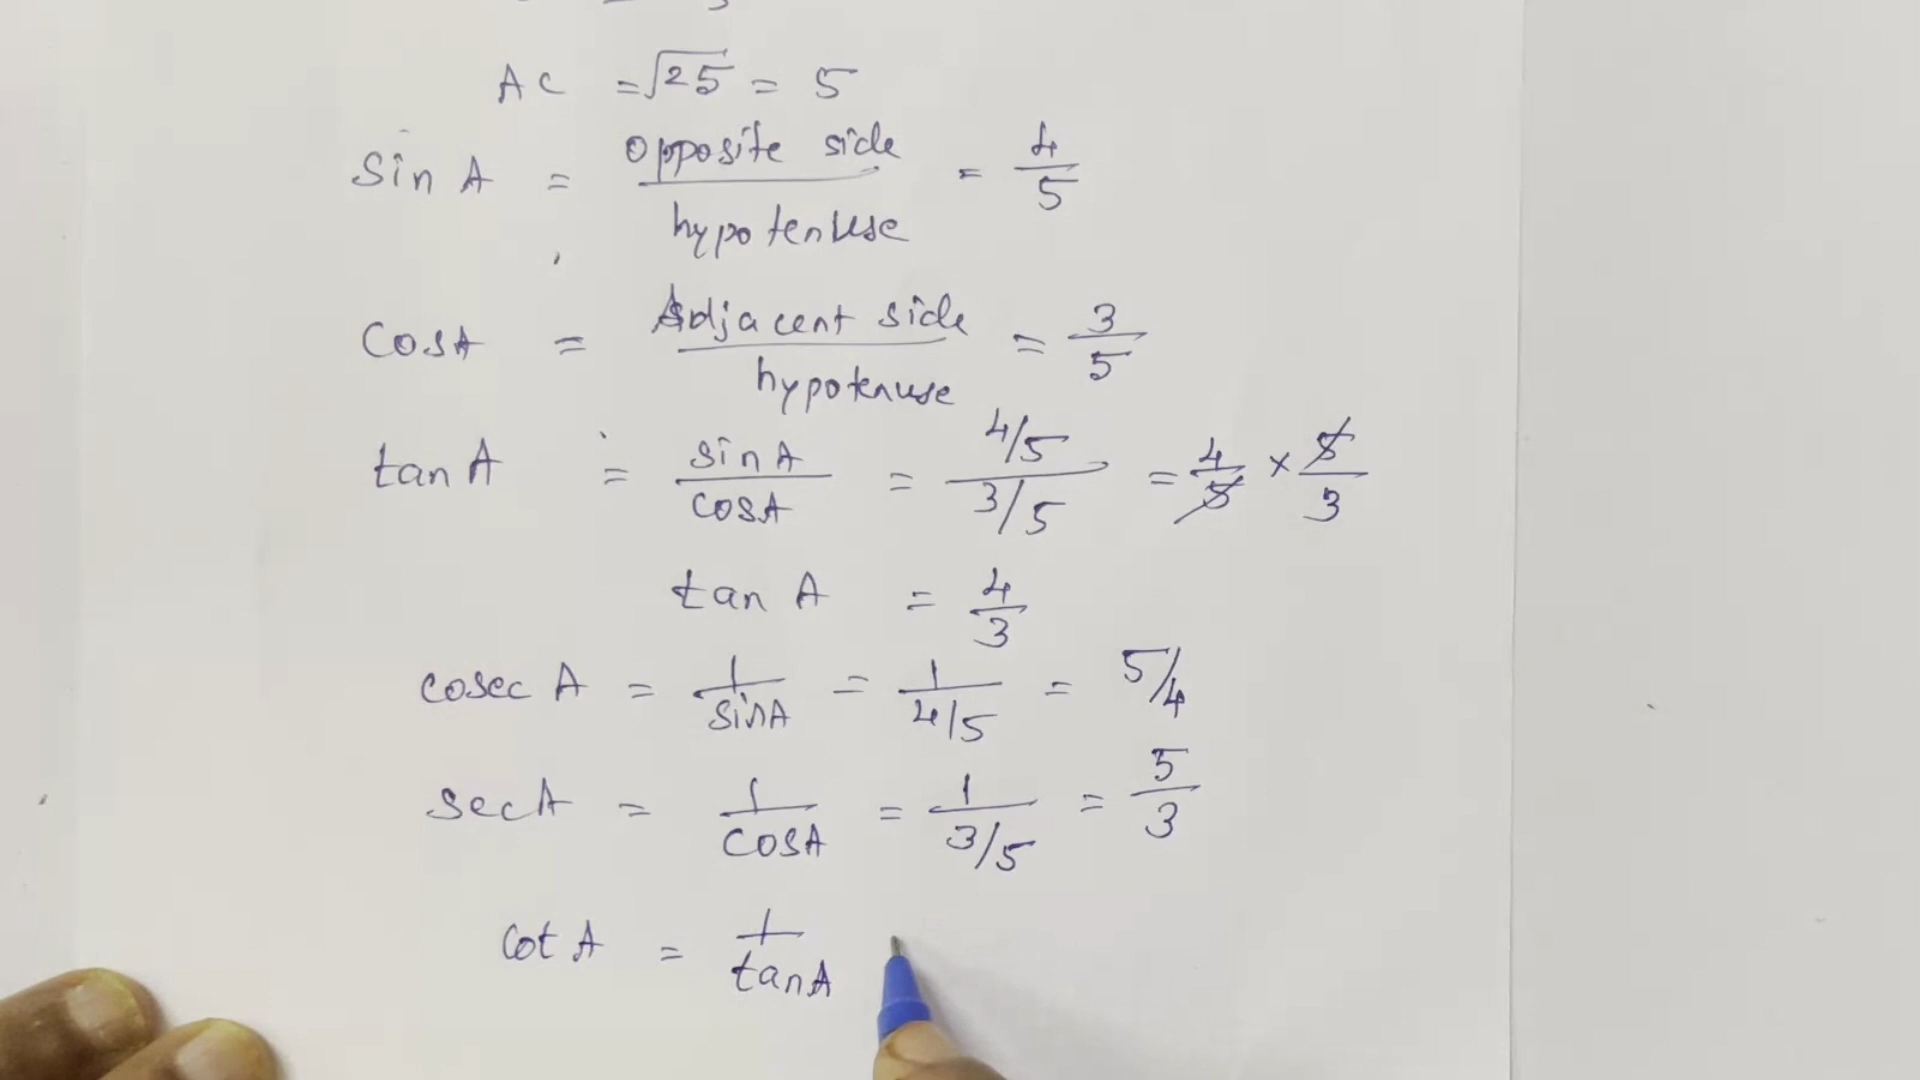 AC = √25 = 5
Sin A = opposite side / hypotenuse = 4/5
CosA = Adjacent side / hypotenuse = 3/5
tan A = sin A / cosA = 4/5 / 3/5 = 4/5 × 5/3
tan A = 4/3
cosec A = 1/sinA = 1 / 4/5 = 5/4
secA = 1/cosA = 1 / 3/5 = 5/3
Cot A = 1/tanA